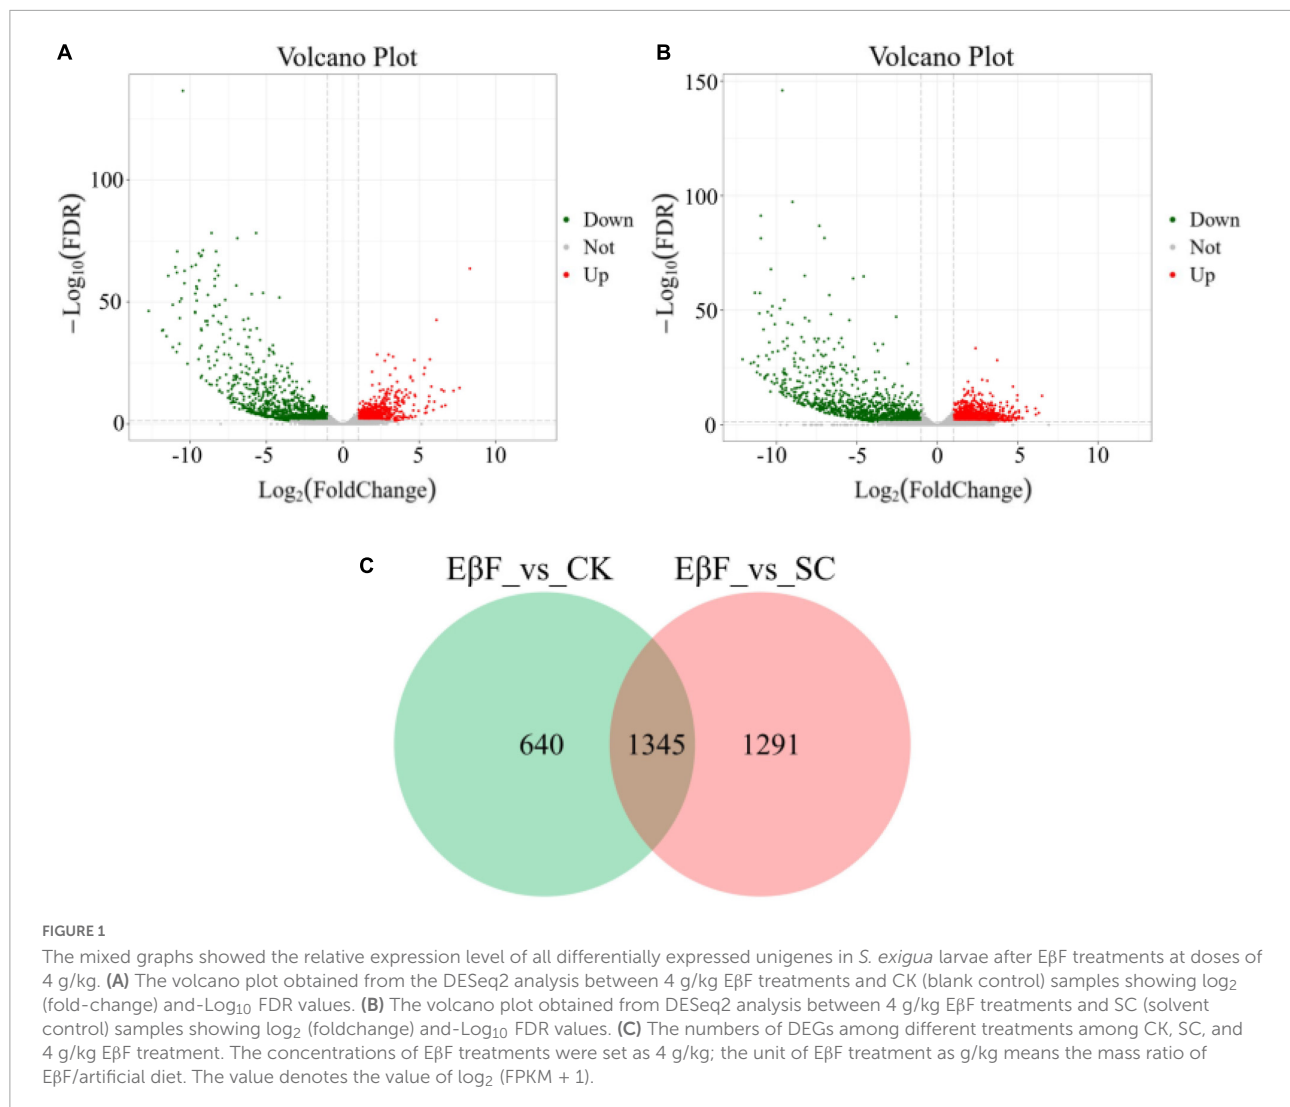 A
Volcano Plot
100
50
0
-10
-5
0
5
10
−Log10(FDR)
Log2(FoldChange)
Down
Not
Up
B
Volcano Plot
150
100
50
0
-10
-5
0
5
10
−Log10(FDR)
Log2(FoldChange)
Down
Not
Up
C
EβF_vs_CK
EβF_vs_SC
640
1345
1291
FIGURE 1
The mixed graphs showed the relative expression level of all differentially expressed unigenes in S. exigua larvae after EβF treatments at doses of
4 g/kg. (A) The volcano plot obtained from the DESeq2 analysis between 4 g/kg EβF treatments and CK (blank control) samples showing log2
(fold-change) and-Log10 FDR values. (B) The volcano plot obtained from DESeq2 analysis between 4 g/kg EβF treatments and SC (solvent
control) samples showing log2 (foldchange) and-Log10 FDR values. (C) The numbers of DEGs among different treatments among CK, SC, and
4 g/kg EβF treatment. The concentrations of EβF treatments were set as 4 g/kg; the unit of EβF treatment as g/kg means the mass ratio of
EβF/artificial diet. The value denotes the value of log2 (FPKM + 1).